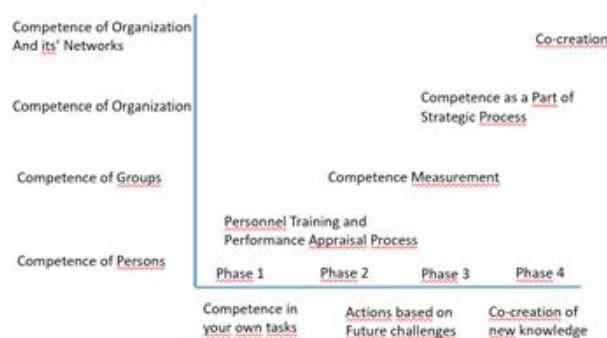 Competence of Organization
And its' Networks
Co-creation
Competence of Organization
Competence as a Part of
Strategic Process
Competence of Groups
Competence Measurement
Personnel Training and
Performance Appraisal Process
Competence of Persons
Phase 1
Phase 2
Phase 3
Phase 4
Competence in
your own tasks
Actions based on
Future challenges
Co-creation of
new knowledge